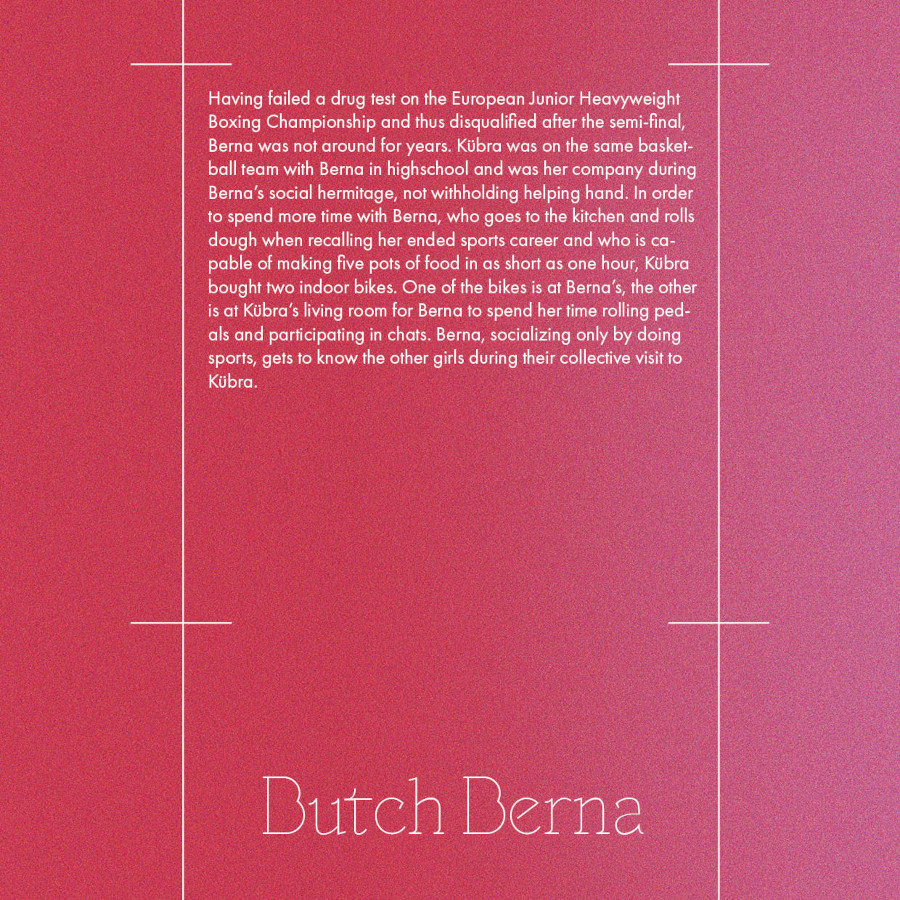 Having failed a drug test on the European Junior Heavyweight
Boxing Championship and thus disqualified after the semi-final,
Berna was not around for years. Kübra was on the same basket-
ball team with Berna in highschool and was her company during
Berna’s social hermitage, not withholding helping hand. In order
to spend more time with Berna, who goes to the kitchen and rolls
dough when recalling her ended sports career and who is ca-
pable of making five pots of food in as short as one hour, Kübra
bought two indoor bikes. One of the bikes is at Berna’s, the other
is at Kübra’s living room for Berna to spend her time rolling ped-
als and participating in chats. Berna, socializing only by doing
sports, gets to know the other girls during their collective visit to
Kübra.
Butch Berna